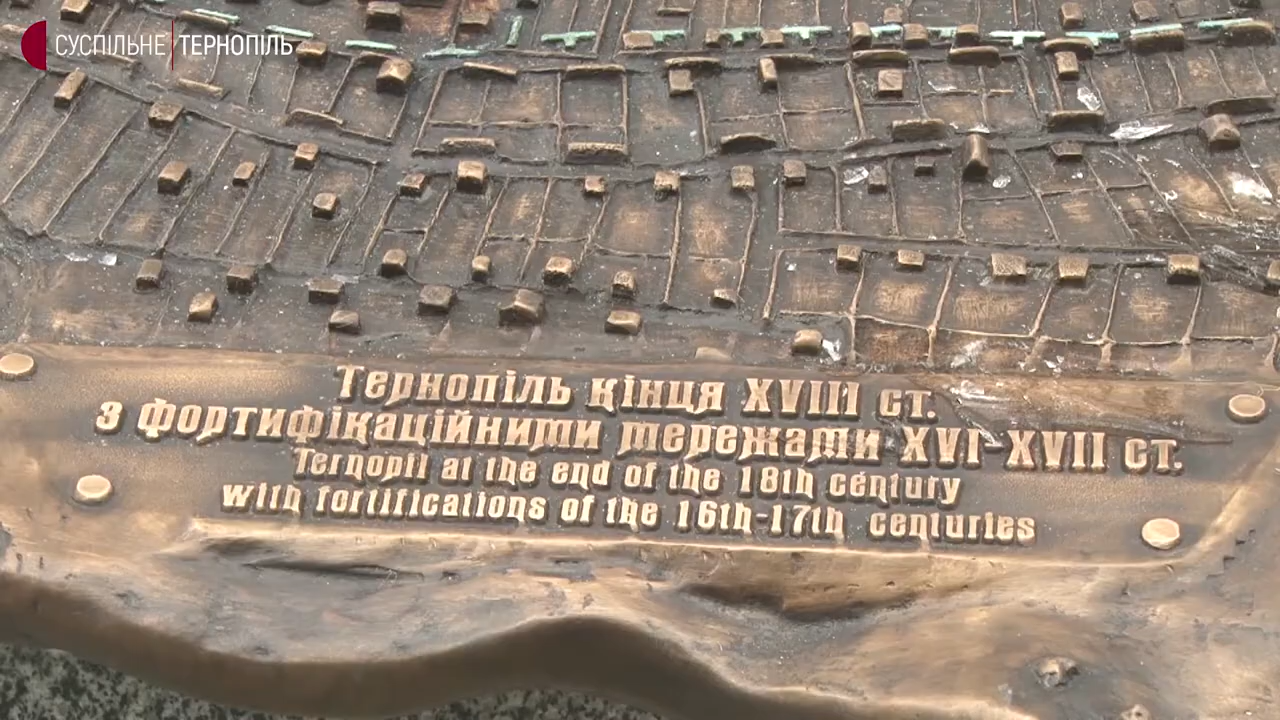 СУСПІЛЬНЕ ТЕРНОПІЛЬ
Тернопіль кінця XVIII ст.
з фортифікаційними мережами XVI-XVII ст.
Ternopil at the end of the 18th century
with fortifications of the 16th-17th centuries